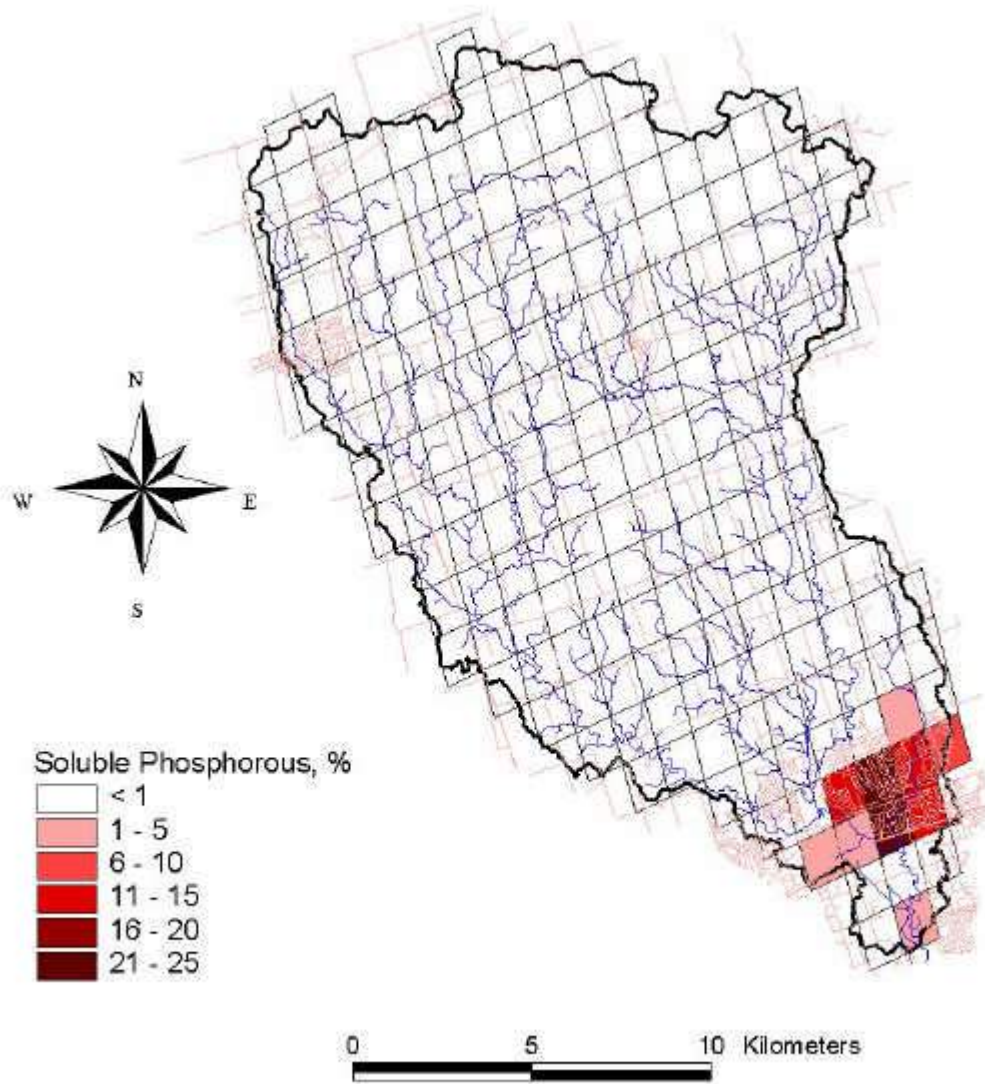 N
W
E
S
Soluble Phosphorous, %
< 1
1 - 5
6 - 10
11 - 15
16 - 20
21 - 25
0 5 10 Kilometers